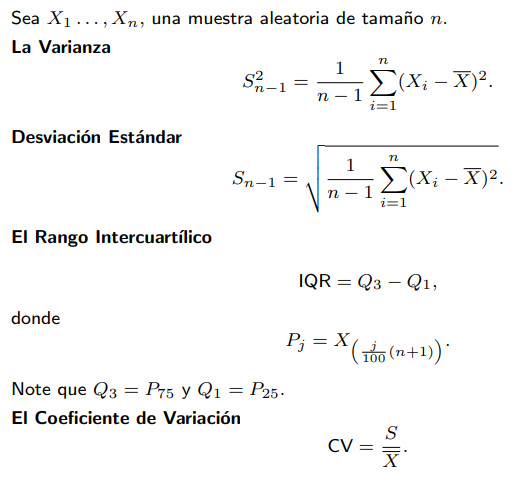 Sea $X_1 \ldots, X_n$, una muestra aleatoria de tamaño $n$.
La Varianza
$S_{n-1}^2 = \frac{1}{n-1} \sum_{i=1}^{n} (X_i - \overline{X})^2.$
Desviación Estándar
$S_{n-1} = \sqrt{\frac{1}{n-1} \sum_{i=1}^{n} (X_i - \overline{X})^2}.$
El Rango Intercuartílico
$\mathsf{IQR} = Q_3 - Q_1,$
donde
$P_j = X_{\left(\frac{j}{100}(n+1)\right)}.$
Note que $Q_3 = P_{75}$ y $Q_1 = P_{25}$.
El Coeficiente de Variación
$\mathsf{CV} = \frac{S}{\overline{X}}.$